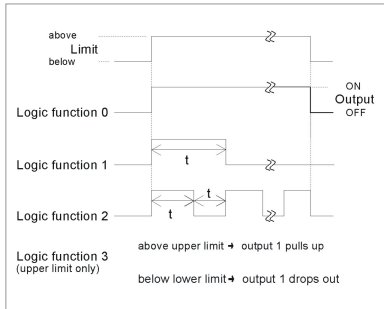 above
Limit
below
ON
Output
OFF
Logic function 0
Logic function 1
t
Logic function 2
t
t
Logic function 3
(upper limit only)
above upper limit → output 1 pulls up
below lower limit → output 1 drops out